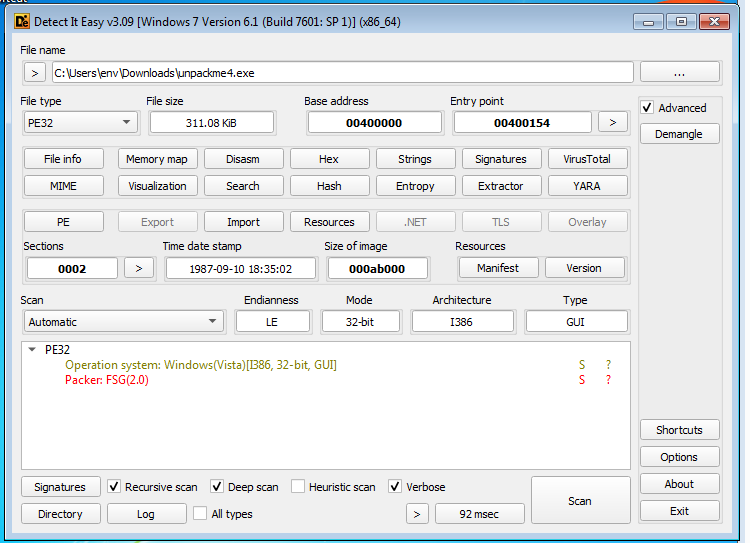 Detect It Easy v3.09 [Windows 7 Version 6.1 (Build 7601: SP 1)] (x86_64)
File name
> C:\Users\env\Downloads\unpackme4.exe ...
File type File size Base address Entry point Advanced
PE32 311.08 KiB 00400000 00400154 > Demangle
File info Memory map Disasm Hex Strings Signatures VirusTotal
MIME Visualization Search Hash Entropy Extractor YARA
PE Export Import Resources .NET TLS Overlay
Sections Time date stamp Size of image Resources
0002 > 1987-09-10 18:35:02 000ab000 Manifest Version
Scan Endianness Mode Architecture Type
Automatic LE 32-bit I386 GUI
PE32
Operation system: Windows(Vista)[I386, 32-bit, GUI] S ?
Packer: FSG(2.0) S ?
Shortcuts
Options
About
Exit
Signatures Recursive scan Deep scan Heuristic scan Verbose Scan
Directory Log All types > 92 msec